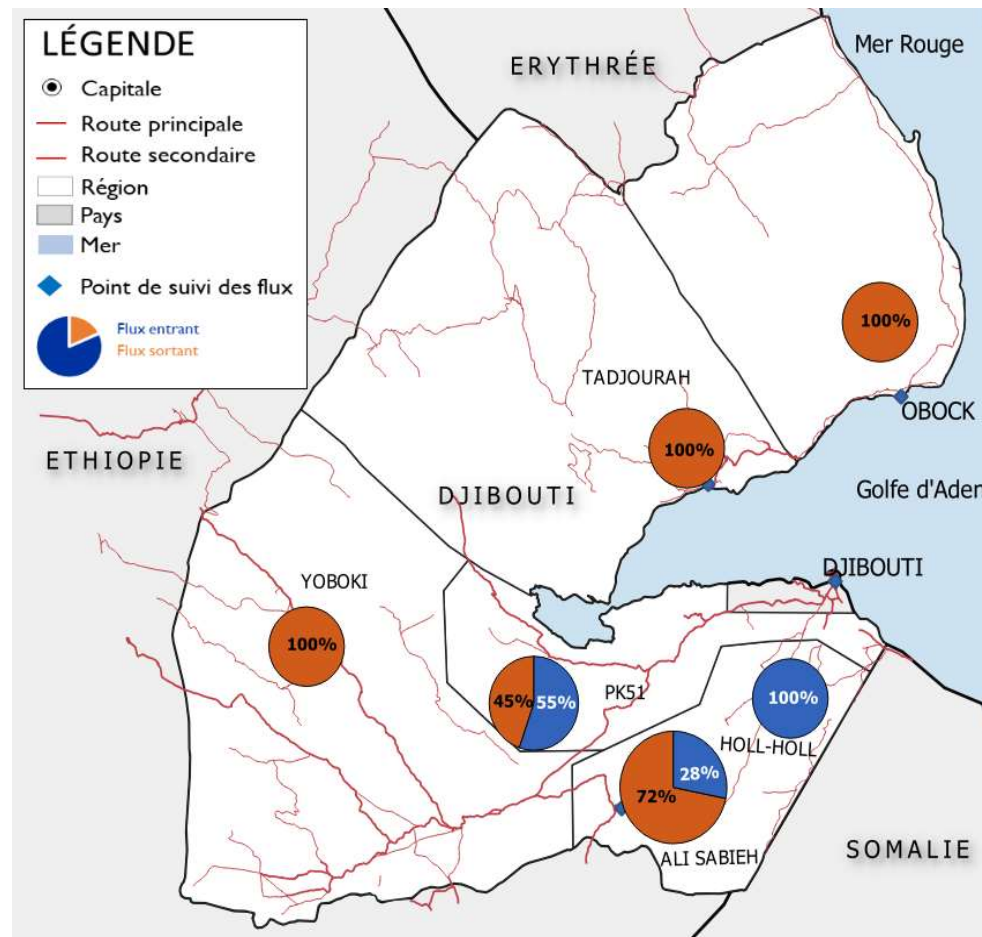 LÉGENDE
Capitale
Route principale
Route secondaire
Région
Pays
Mer
Point de suivi des flux
Flux entrant
Flux sortant
Mer Rouge
ERYTHRÉE
100%
TADJOURAH
OBOCK
ETHIOPIE
100%
DJIBOUTI
Golfe d'Aden
DJIBOUTI
YOBOKI
100%
45%
55%
PK51
100%
HOLL-HOLL
28%
72%
ALI SABIEH
SOMALIE